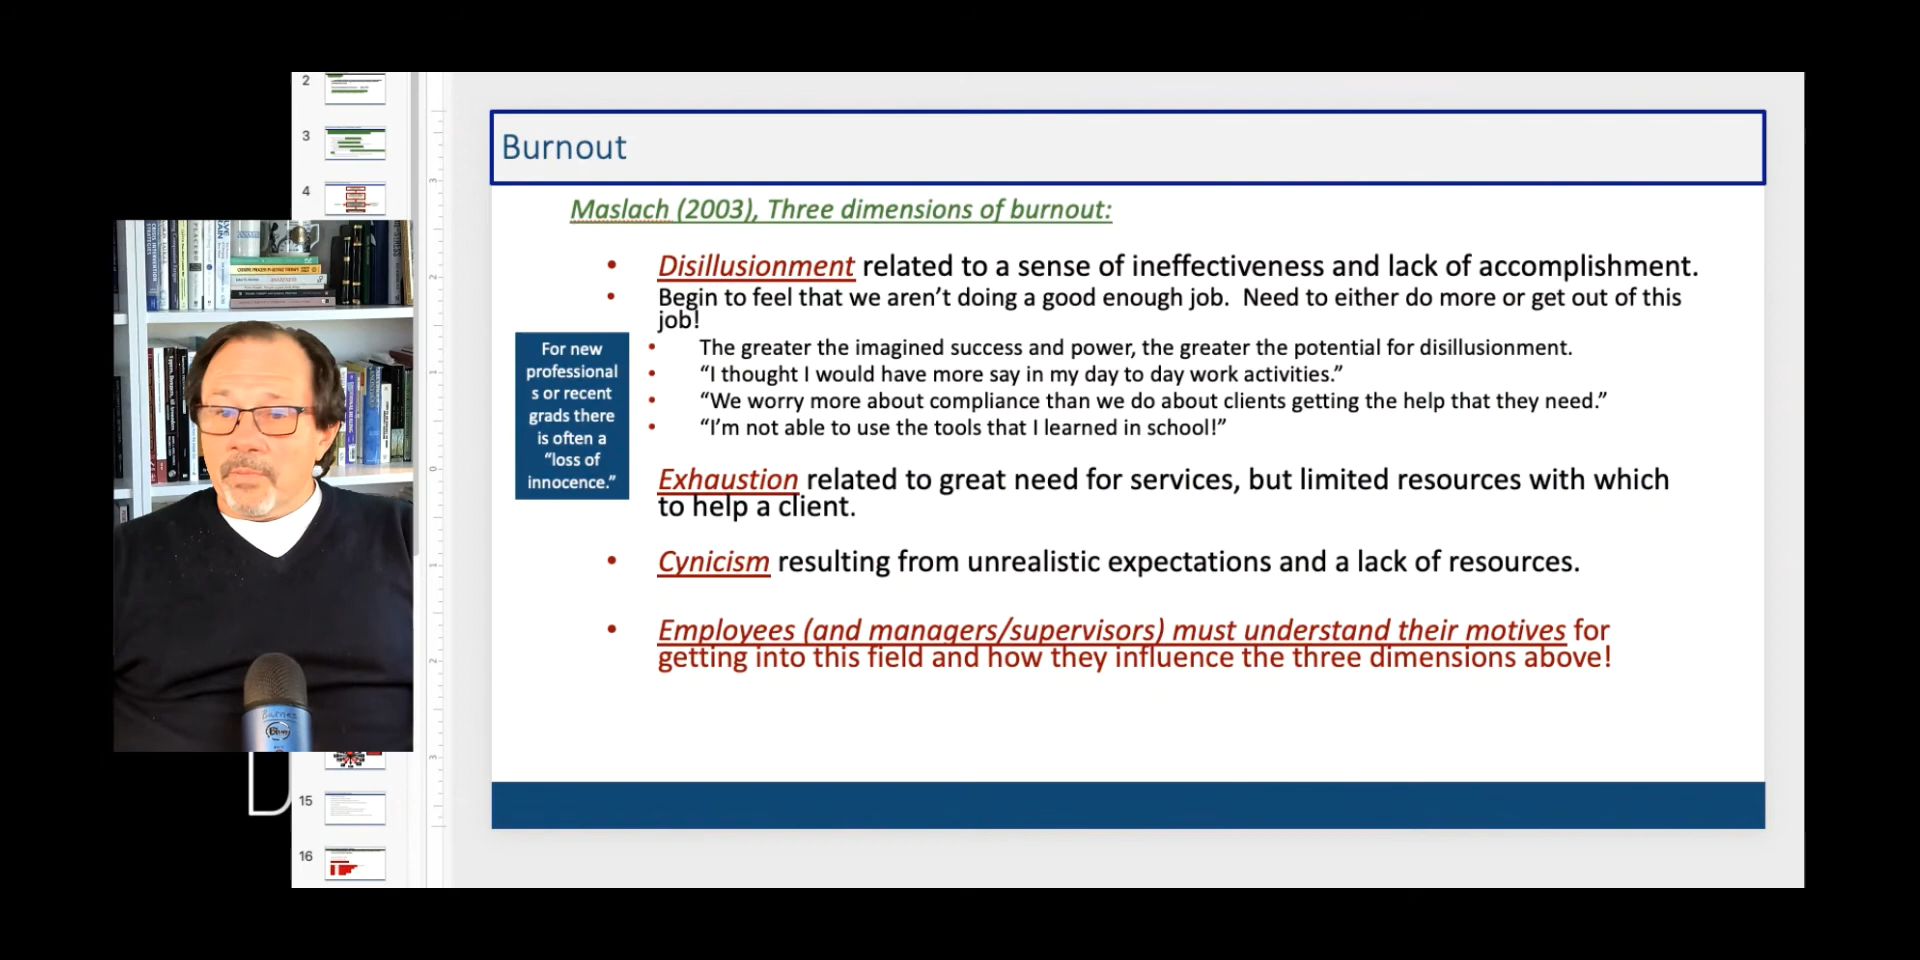 2
3
4
15
16
Burnout
Maslach (2003), Three dimensions of burnout:
• Disillusionment related to a sense of ineffectiveness and lack of accomplishment.
• Begin to feel that we aren’t doing a good enough job.  Need to either do more or get out of this
job!
• The greater the imagined success and power, the greater the potential for disillusionment.
• “I thought I would have more say in my day to day work activities.”
• “We worry more about compliance than we do about clients getting the help that they need.”
• “I’m not able to use the tools that I learned in school!”
For new
professional
s or recent
grads there
is often a
“loss of
innocence.”
Exhaustion related to great need for services, but limited resources with which
to help a client.
• Cynicism resulting from unrealistic expectations and a lack of resources.
• Employees (and managers/supervisors) must understand their motives for
getting into this field and how they influence the three dimensions above!
Barnes
D